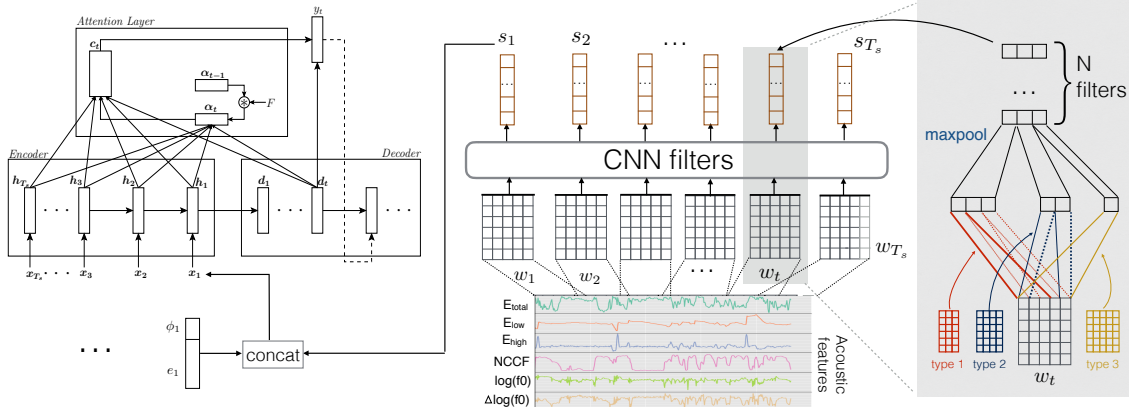 Attention Layer
y_t
c_t
α_{t−1}
α_t
F
Encoder
Decoder
h_{T_s} h_3 h_2 h_1 d_1 d_t
· · · · · · · · ·
x_{T_s} · · · x_3 x_2 x_1
ϕ_1
e_1
· · ·
concat
s_1 s_2 · · · s_{T_s}
... ... ... ... ... ...
CNN filters
w_1 w_2 ... w_t w_{T_s}
E_total
E_low
E_high
NCCF
log(f0)
Δlog(f0)
Acoustic
features
N
filters
...
maxpool
type 1 type 2 w_t type 3